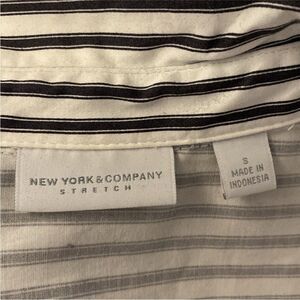 NEW YORK & COMPANY
STRETCH
S
MADE IN
INDONESIA